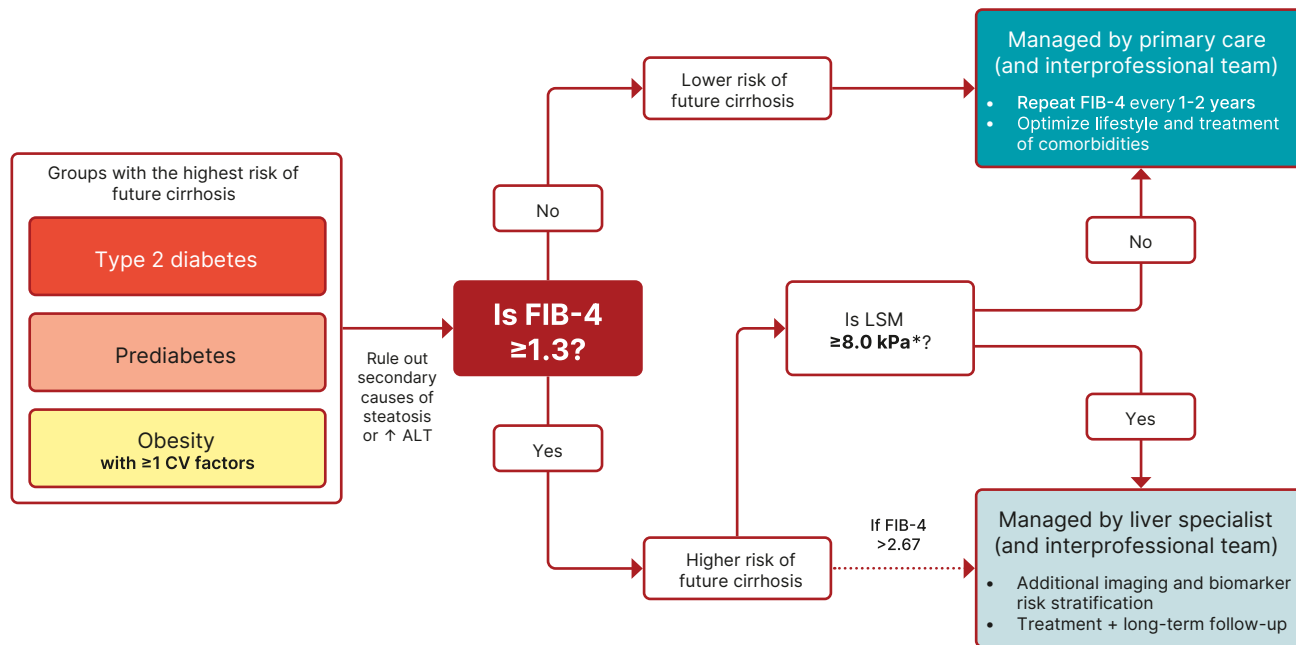 Groups with the highest risk of
future cirrhosis
Type 2 diabetes
Prediabetes
Obesity
with ≥1 CV factors
Rule out
secondary
causes of
steatosis
or ↑ ALT
Is FIB-4
≥1.3?
No
Lower risk of
future cirrhosis
Managed by primary care
(and interprofessional team)
• Repeat FIB-4 every 1-2 years
• Optimize lifestyle and treatment
of comorbidities
Yes
Higher risk of
future cirrhosis
Is LSM
≥8.0 kPa*?
No
Yes
If FIB-4
>2.67
Managed by liver specialist
(and interprofessional team)
• Additional imaging and biomarker
risk stratification
• Treatment + long-term follow-up